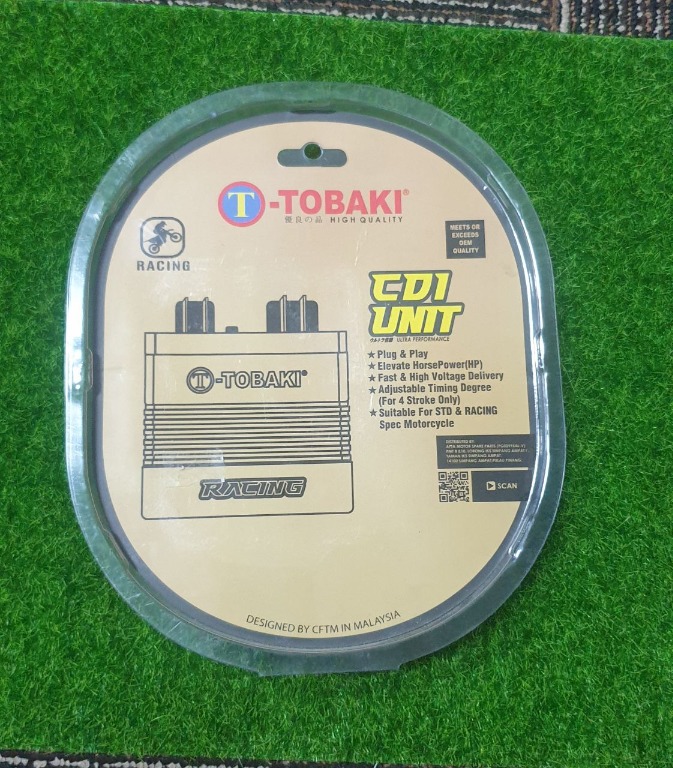 T-TOBAKI®
優良の品 HIGH QUALITY
RACING
MEETS OR
EXCEEDS
OEM
QUALITY
CDI
UNIT
ULTRA PERFORMANCE
★ Plug & Play
★ Elevate HorsePower(HP)
★ Fast & High Voltage Delivery
★ Adjustable Timing Degree
(For 4 Stroke Only)
★ Suitable For STD & RACING
Spec Motorcycle
T-TOBAKI®
RACING
DISTRIBUTED BY:
SCAN
DESIGNED BY CFTM IN MALAYSIA